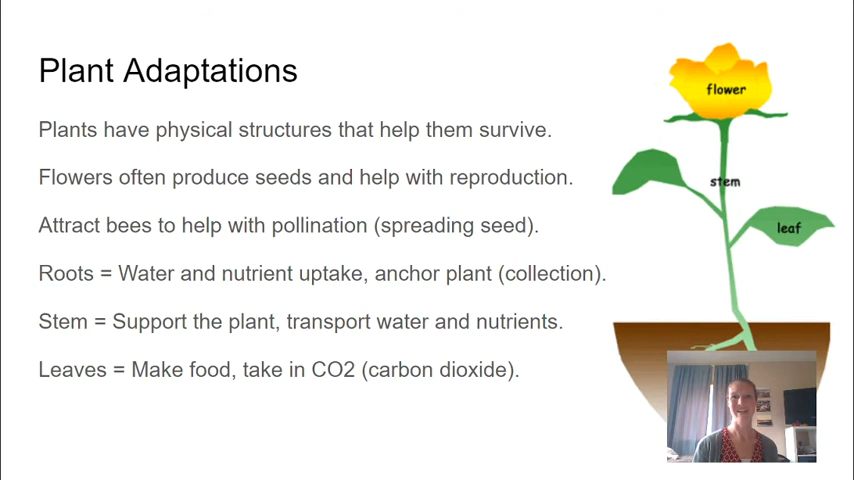 Plant Adaptations
Plants have physical structures that help them survive.
Flowers often produce seeds and help with reproduction.
Attract bees to help with pollination (spreading seed).
Roots = Water and nutrient uptake, anchor plant (collection).
Stem = Support the plant, transport water and nutrients.
Leaves = Make food, take in CO2 (carbon dioxide).
flower
stem
leaf